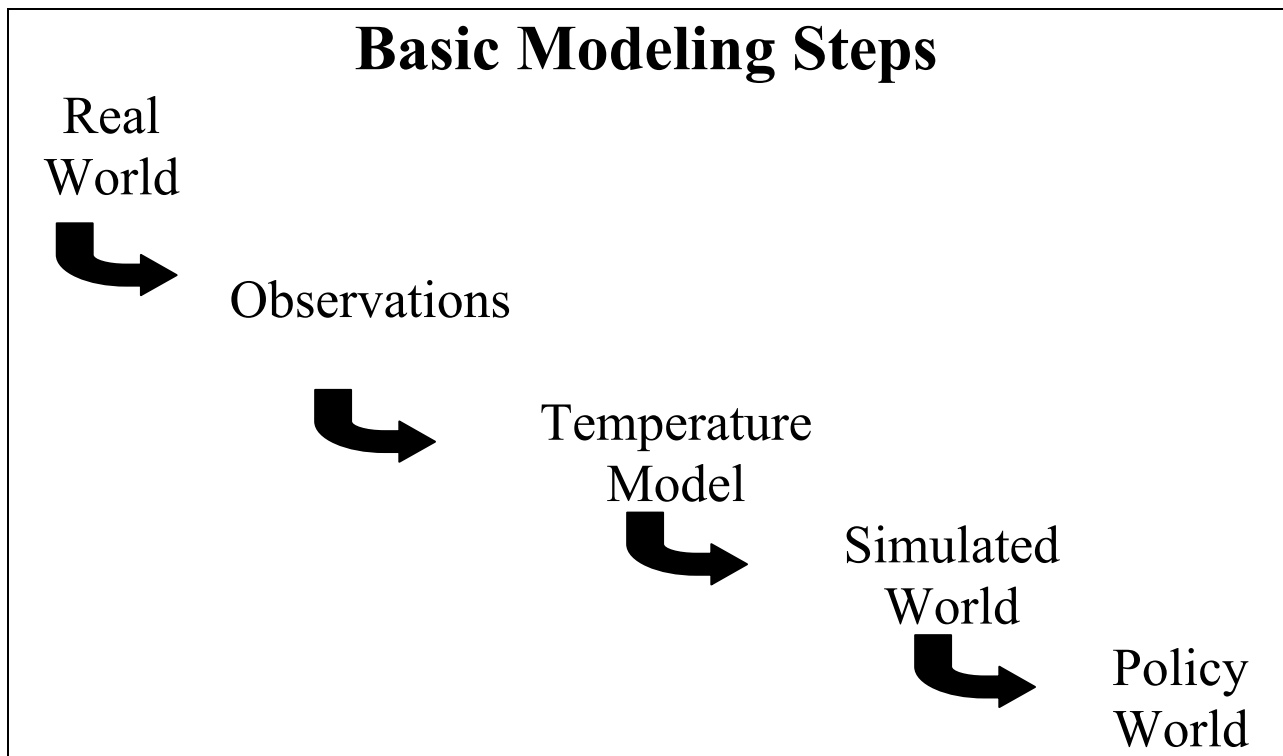 Basic Modeling Steps
Real
World
Observations
Temperature
Model
Simulated
World
Policy
World